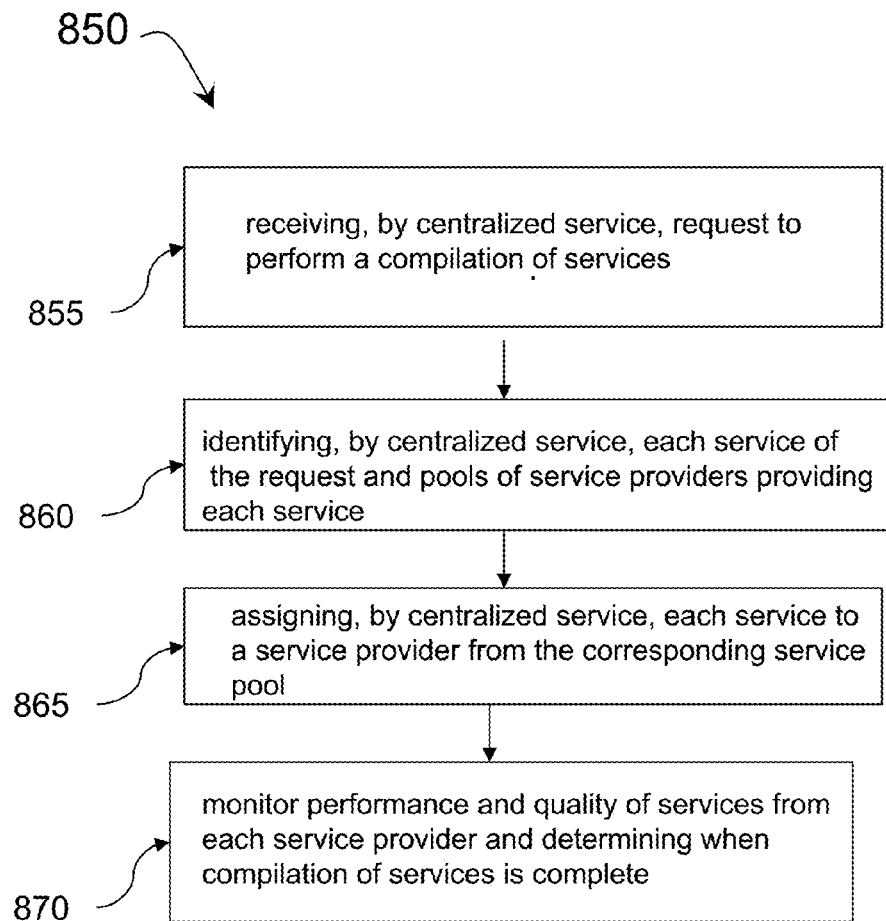 850
receiving, by centralized service, request to
perform a compilation of services
855
identifying, by centralized service, each service of
the request and pools of service providers providing
each service
860
assigning, by centralized service, each service to
a service provider from the corresponding service
pool
865
monitor performance and quality of services from
each service provider and determining when
compilation of services is complete
870